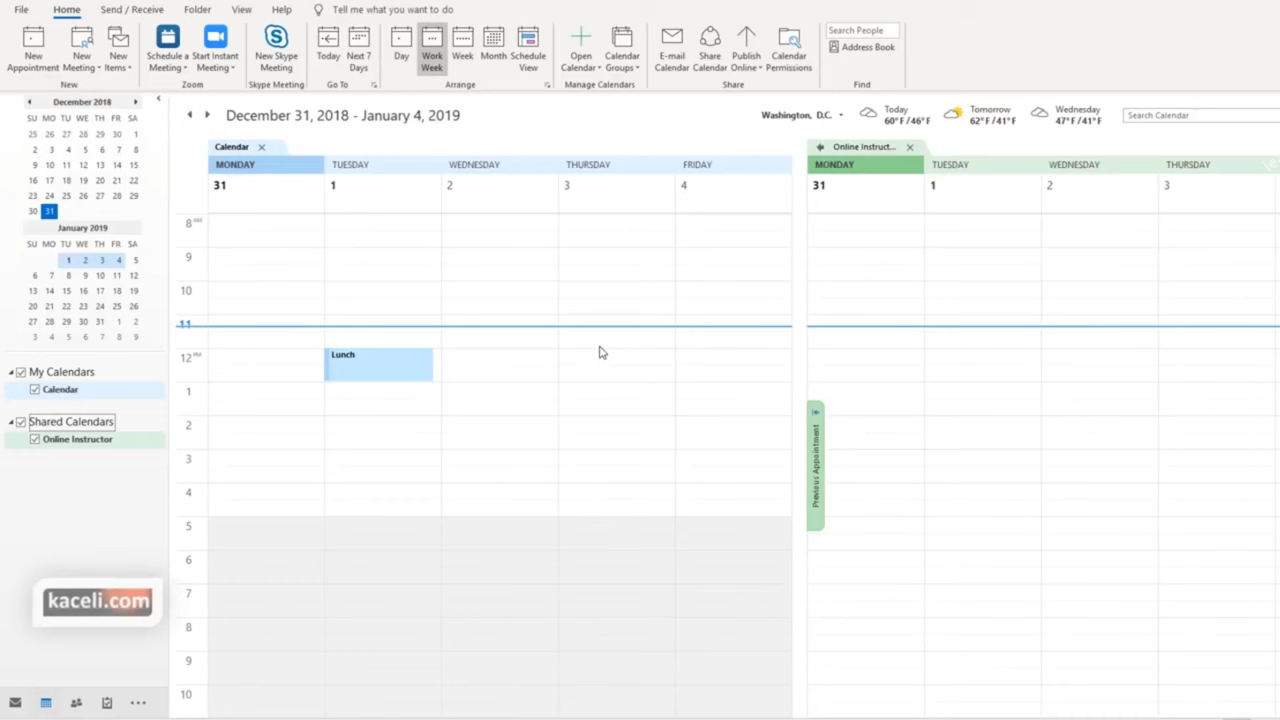 File Home Send / Receive Folder View Help Tell me what you want to do
New Appointment
New Meeting
New Items
New
Schedule a Meeting
Start Instant Meeting
Zoom
New Skype Meeting
Skype Meeting
Today
Next 7 Days
Go To
Day
Work Week
Week
Month
Schedule View
Arrange
Open Calendar
Calendar Groups
Manage Calendars
E-mail Calendar
Share Calendar
Publish Online
Calendar Permissions
Share
Search People
Address Book
Find
December 2018
SU MO TU WE TH FR SA
25 26 27 28 29 30 1
2 3 4 5 6 7 8
9 10 11 12 13 14 15
16 17 18 19 20 21 22
23 24 25 26 27 28 29
30 31
January 2019
SU MO TU WE TH FR SA
1 2 3 4 5
6 7 8 9 10 11 12
13 14 15 16 17 18 19
20 21 22 23 24 25 26
27 28 29 30 31 1 2
3 4 5 6 7 8 9
My Calendars
Calendar
Shared Calendars
Online Instructor
kaceli.com
December 31, 2018 - January 4, 2019
Washington, D.C.
Today
60° F / 46° F
Tomorrow
62° F / 41° F
Wednesday
47° F / 41° F
Search Calendar
Calendar
MONDAY TUESDAY WEDNESDAY THURSDAY FRIDAY
31 1 2 3 4
8 AM
9
10
11
12 PM
Lunch
1
2
3
4
5
6
7
8
9
10
Online Instruct...
MONDAY TUESDAY WEDNESDAY THURSDAY
31 1 2 3
Previous Appointment